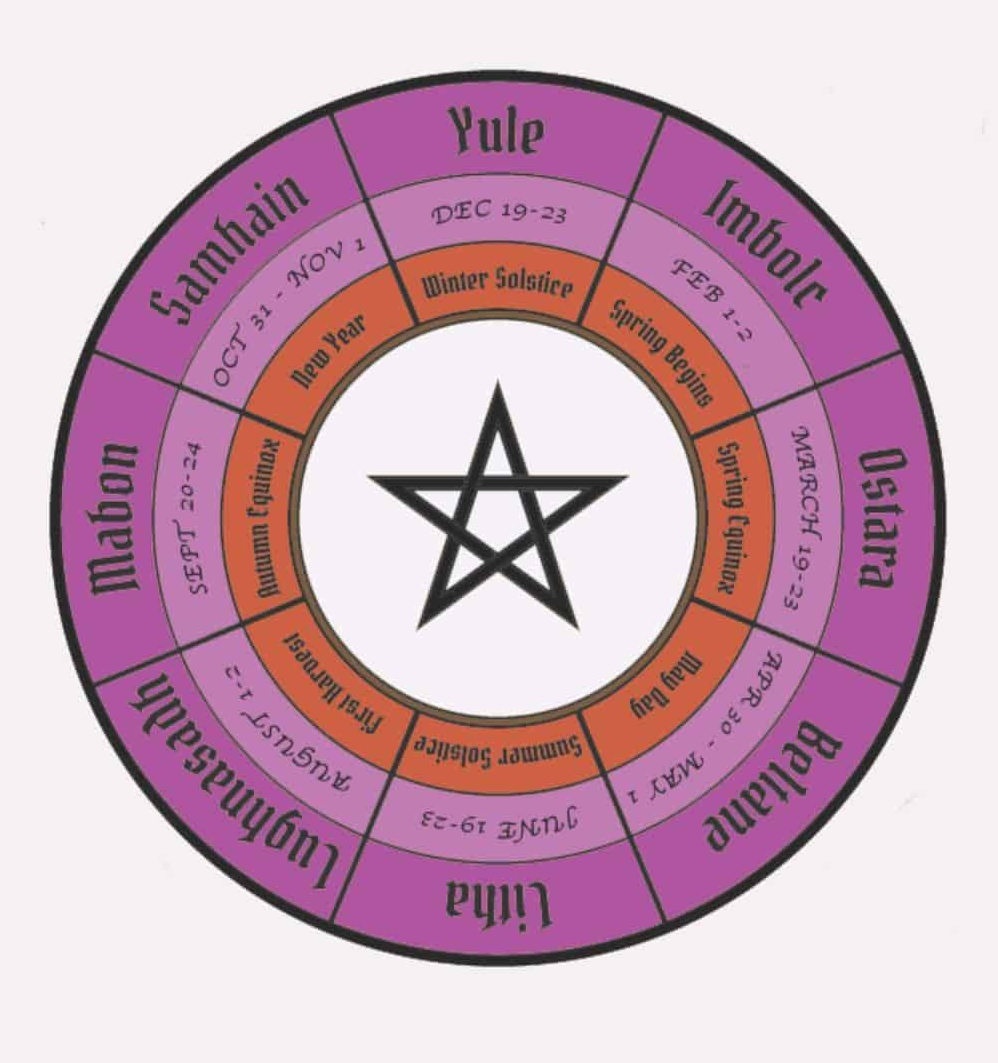 Yule
DEC 19-23
Winter Solstice
Imbolc
FEB 1-2
Spring Begins
Ostara
MARCH 19-23
Spring Equinox
Beltane
APR 30 - MAY 1
May Day
Litha
JUNE 19-23
Summer Solstice
Lughnasadh
AUGUST 1-2
First Harvest
Mabon
SEPT 20-24
Autumn Equinox
Samhain
OCT 31 - NOV 1
New Year